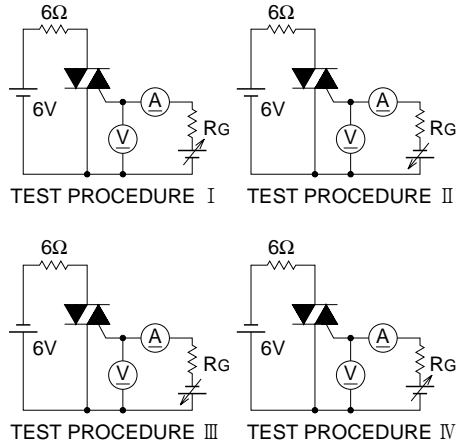 6Ω 6Ω
6V A V RG 6V A V RG
TEST PROCEDURE Ⅰ TEST PROCEDURE Ⅱ
6Ω 6Ω
6V A V RG 6V A V RG
TEST PROCEDURE Ⅲ TEST PROCEDURE Ⅳ